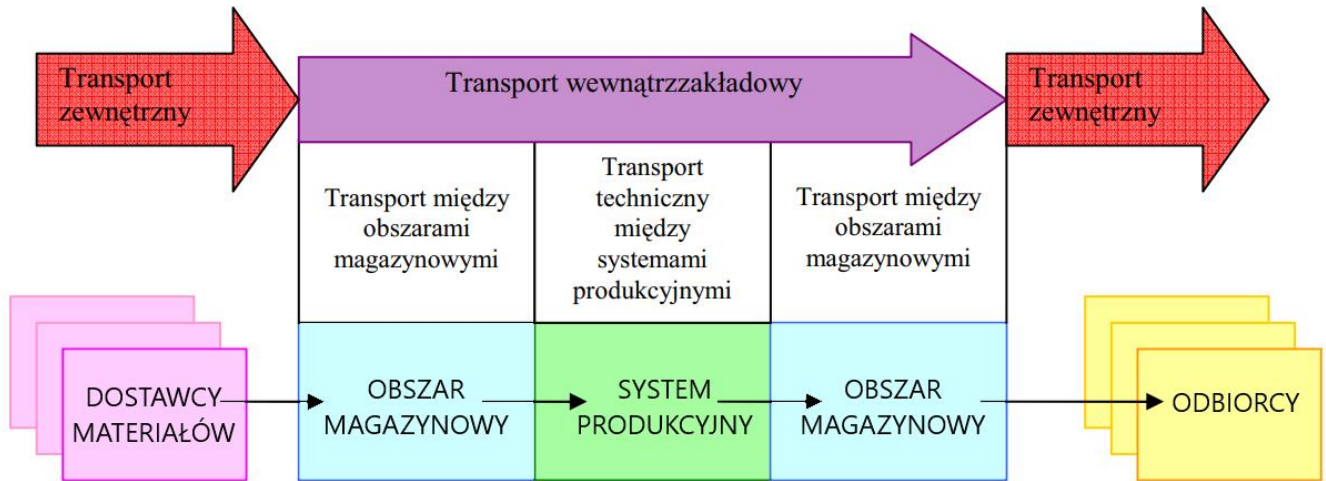 Transport
zewnętrzny
Transport wewnątrzzakładowy
Transport
zewnętrzny
Transport między
obszarami
magazynowymi
Transport
techniczny
między
systemami
produkcyjnymi
Transport między
obszarami
magazynowymi
DOSTAWCY
MATERIAŁÓW
OBSZAR
MAGAZYNOWY
SYSTEM
PRODUKCYJNY
OBSZAR
MAGAZYNOWY
ODBIORCY